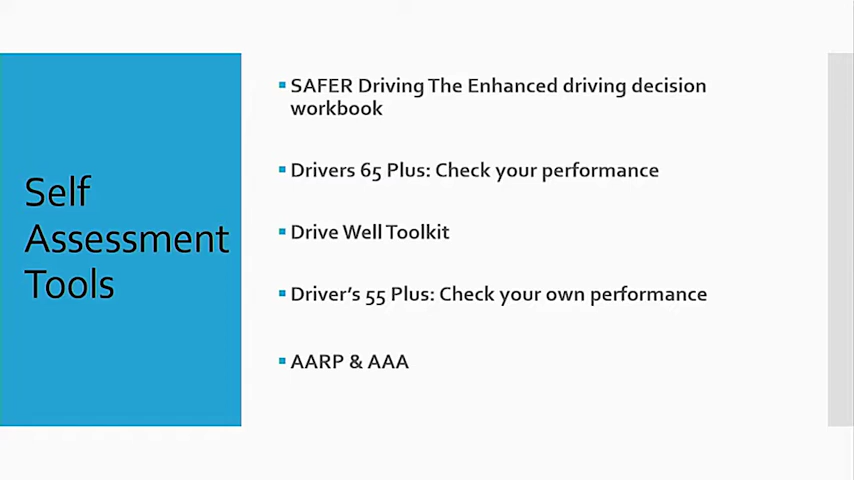 Self
Assessment
Tools
SAFER Driving The Enhanced driving decision
workbook
Drivers 65 Plus: Check your performance
Drive Well Toolkit
Driver's 55 Plus: Check your own performance
AARP & AAA